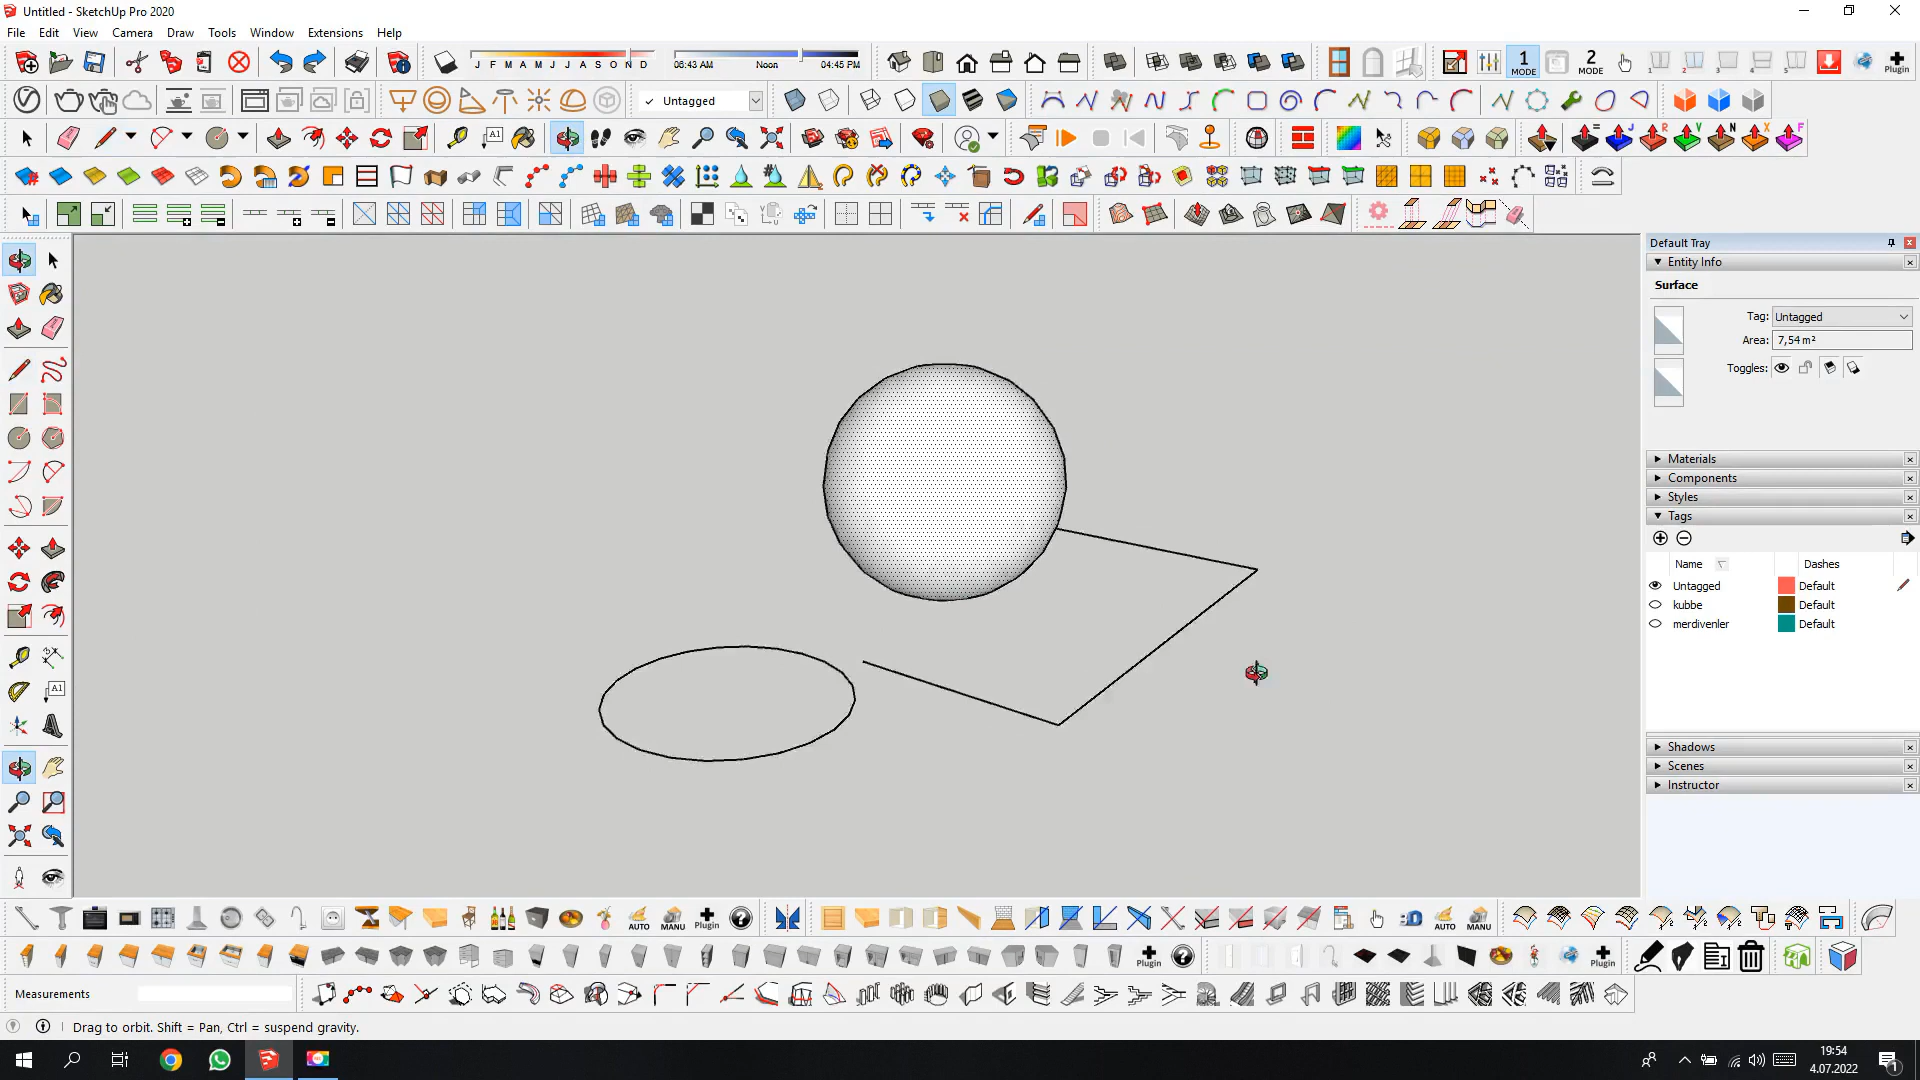 Untitled - SketchUp Pro 2020
File Edit View Camera Draw Tools Window Extensions Help
J F M A M J J A S O N D 06:43 AM Noon 04:45 PM
1 MODE 2 MODE Plugin
Untagged
A1
Default Tray
Entity Info
Surface
Tag: Untagged
Area: 7,54 m²
Toggles:
Materials
Components
Styles
Tags
Name Dashes
Untagged Default
kubbe Default
merdivenler Default
Shadows
Scenes
Instructor
A1
AUTO MANU Plugin AUTO MANU
Plugin Plugin
Measurements
Drag to orbit. Shift = Pan, Ctrl = suspend gravity.
19:54
4.07.2022
1